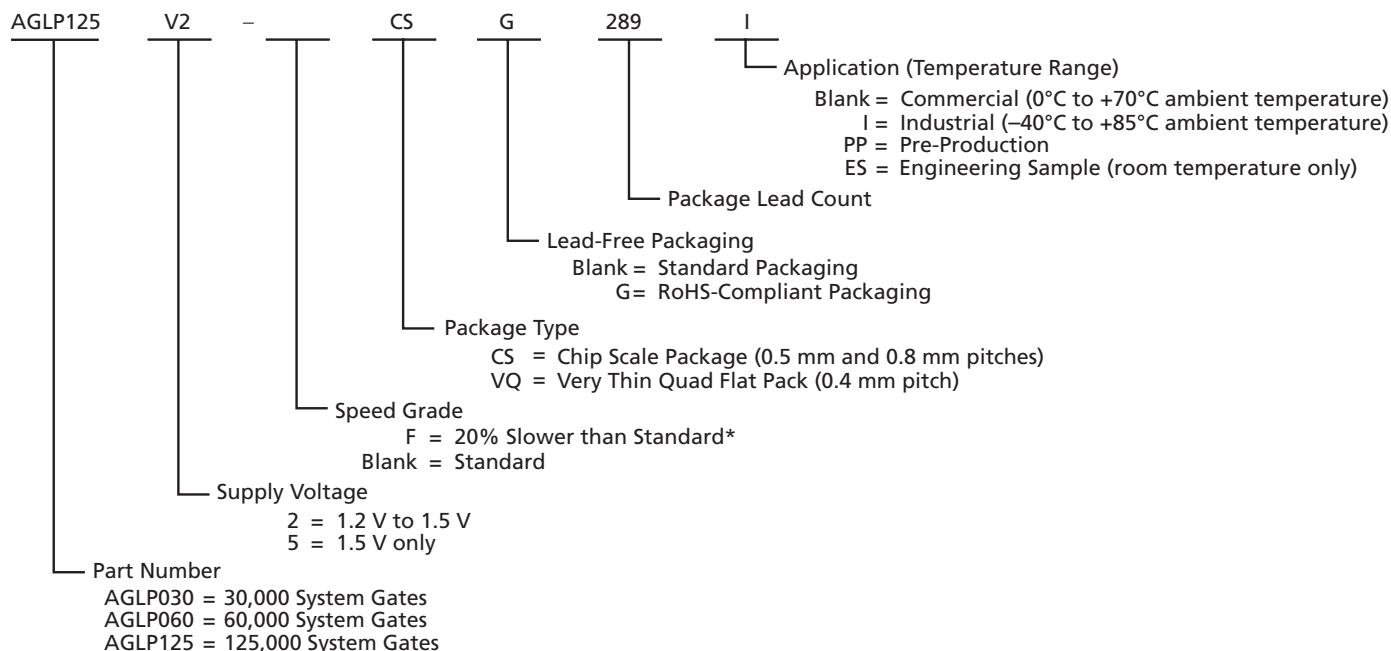 AGLP125 V2 – CS G 289 I
Application (Temperature Range)
Blank = Commercial (0°C to +70°C ambient temperature)
I = Industrial (–40°C to +85°C ambient temperature)
PP = Pre-Production
ES = Engineering Sample (room temperature only)
Package Lead Count
Lead-Free Packaging
Blank = Standard Packaging
G= RoHS-Compliant Packaging
Package Type
CS = Chip Scale Package (0.5 mm and 0.8 mm pitches)
VQ = Very Thin Quad Flat Pack (0.4 mm pitch)
Speed Grade
F = 20% Slower than Standard*
Blank = Standard
Supply Voltage
2 = 1.2 V to 1.5 V
5 = 1.5 V only
Part Number
AGLP030 = 30,000 System Gates
AGLP060 = 60,000 System Gates
AGLP125 = 125,000 System Gates